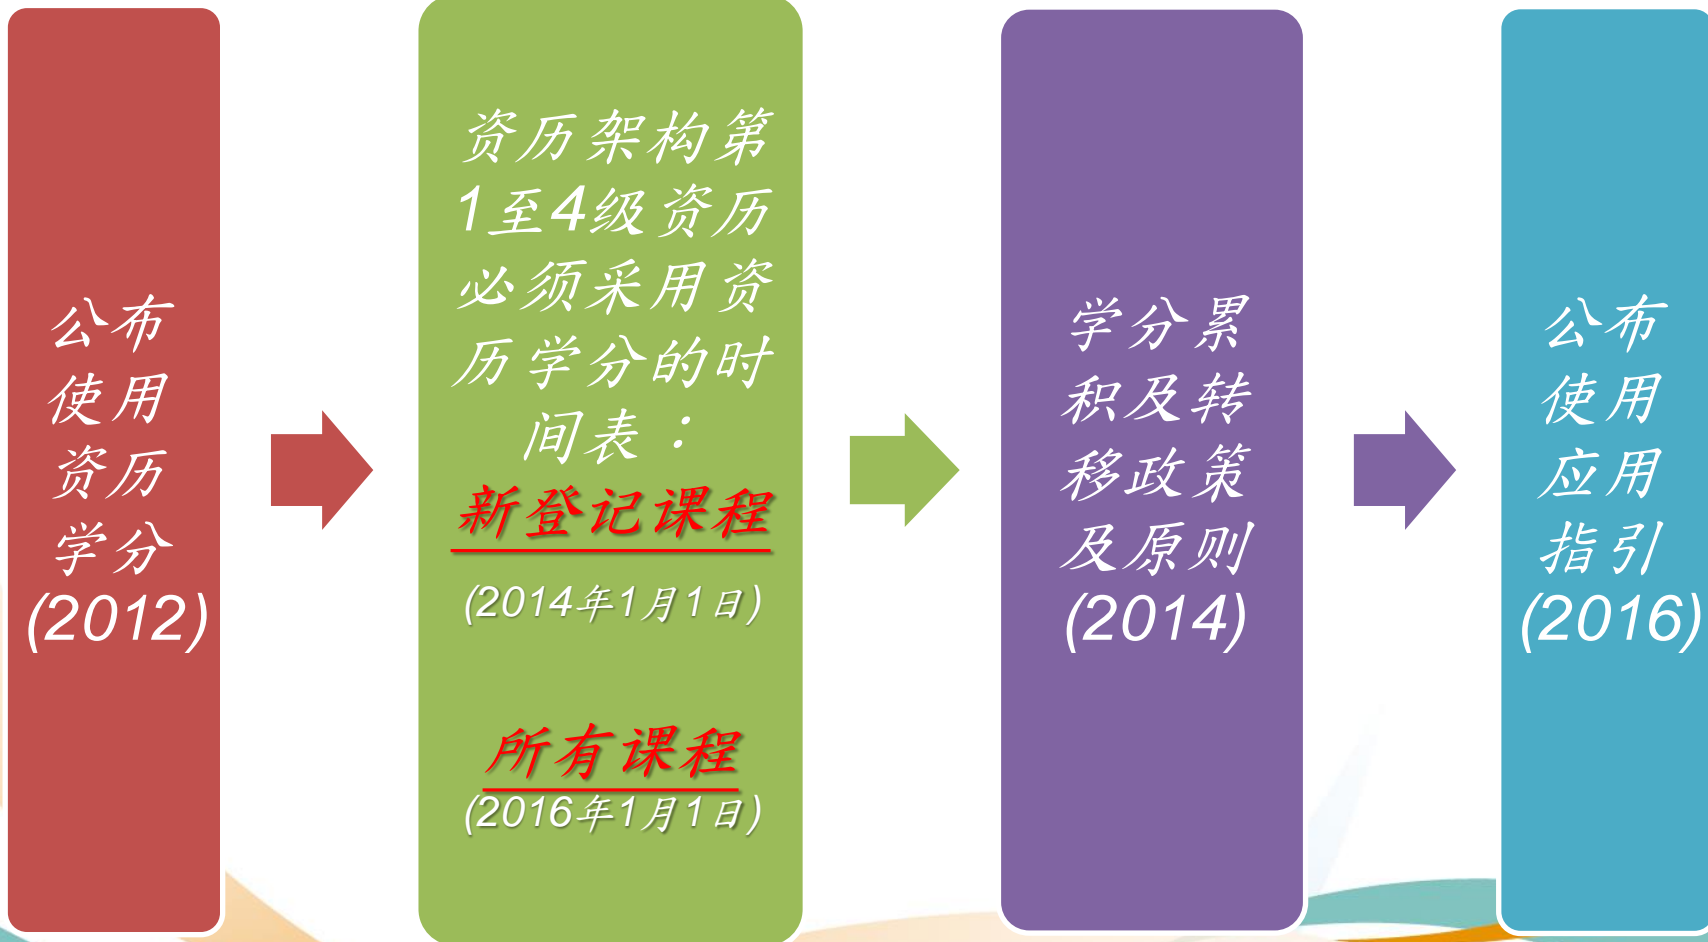 公布
使用
资历
学分
(2012)
资历架构第
1至4级资历
必须采用资
历学分的时
间表：
新登记课程
(2014年1月1日)
所有课程
(2016年1月1日)
学分累
积及转
移政策
及原则
(2014)
公布
使用
应用
指引
(2016)